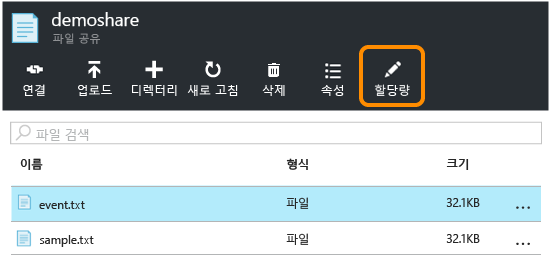 demoshare
파일 공유
연결 업로드 디렉터리 새로 고침 삭제 속성 할당량
파일 검색
이름 형식 크기
event.txt 파일 32.1KB ...
sample.txt 파일 32.1KB ...